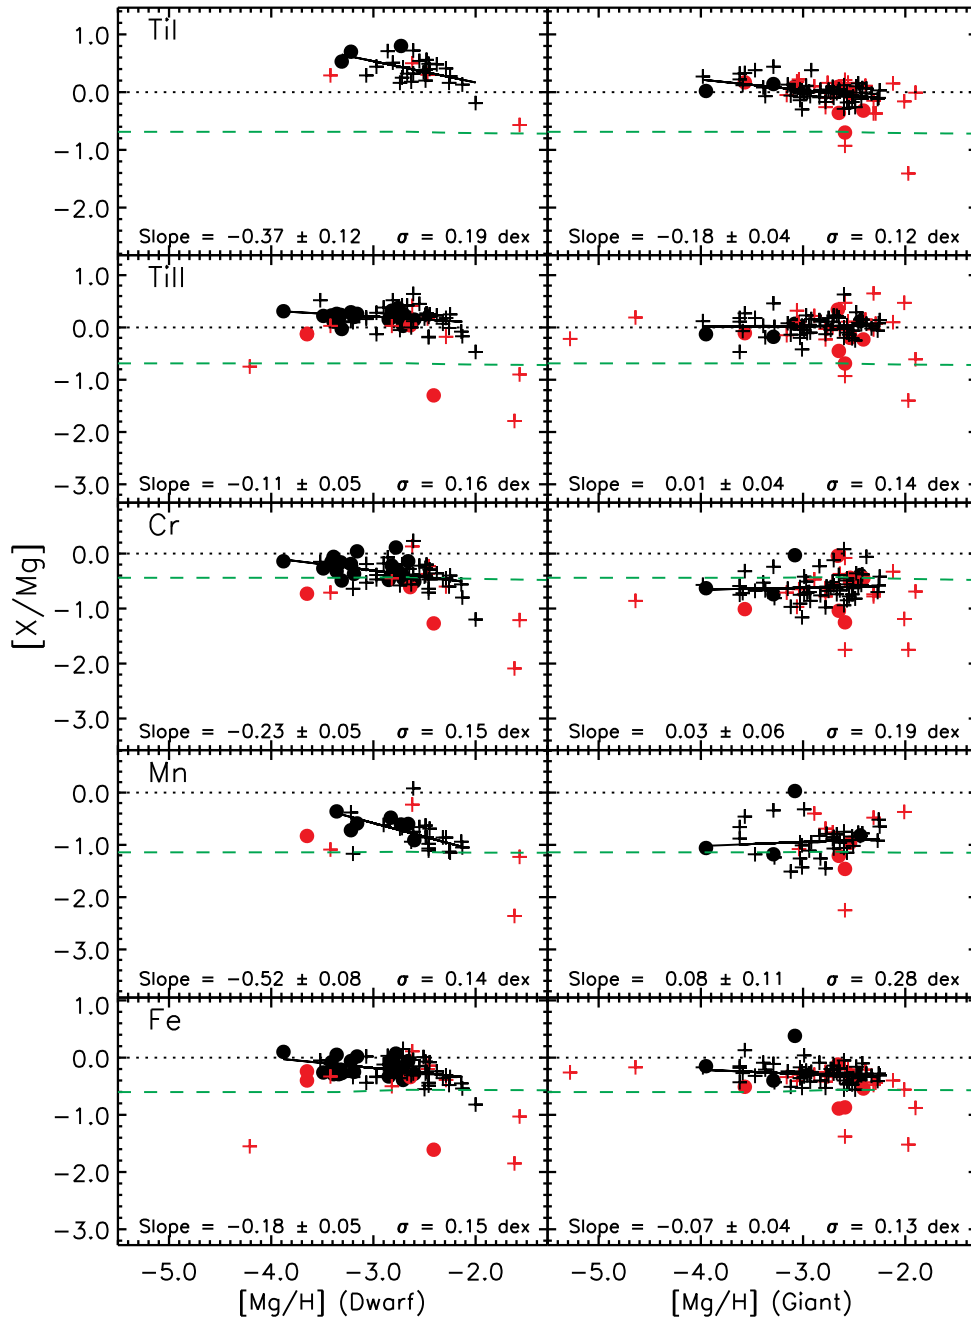 TiI
1.0
0.0
−1.0
−2.0
Slope = −0.37 ± 0.12 σ = 0.19 dex
Slope = −0.18 ± 0.04 σ = 0.12 dex
TiII
1.0
0.0
−1.0
−2.0
−3.0
Slope = −0.11 ± 0.05 σ = 0.16 dex
Slope = 0.01 ± 0.04 σ = 0.14 dex
Cr
0.0
−1.0
−2.0
−3.0
Slope = −0.23 ± 0.05 σ = 0.15 dex
Slope = 0.03 ± 0.06 σ = 0.19 dex
[X/Mg]
Mn
0.0
−1.0
−2.0
−3.0
Slope = −0.52 ± 0.08 σ = 0.14 dex
Slope = 0.08 ± 0.11 σ = 0.28 dex
Fe
1.0
0.0
−1.0
−2.0
−3.0
Slope = −0.18 ± 0.05 σ = 0.15 dex
Slope = −0.07 ± 0.04 σ = 0.13 dex
−5.0 −4.0 −3.0 −2.0
−5.0 −4.0 −3.0 −2.0
[Mg/H] (Dwarf)
[Mg/H] (Giant)